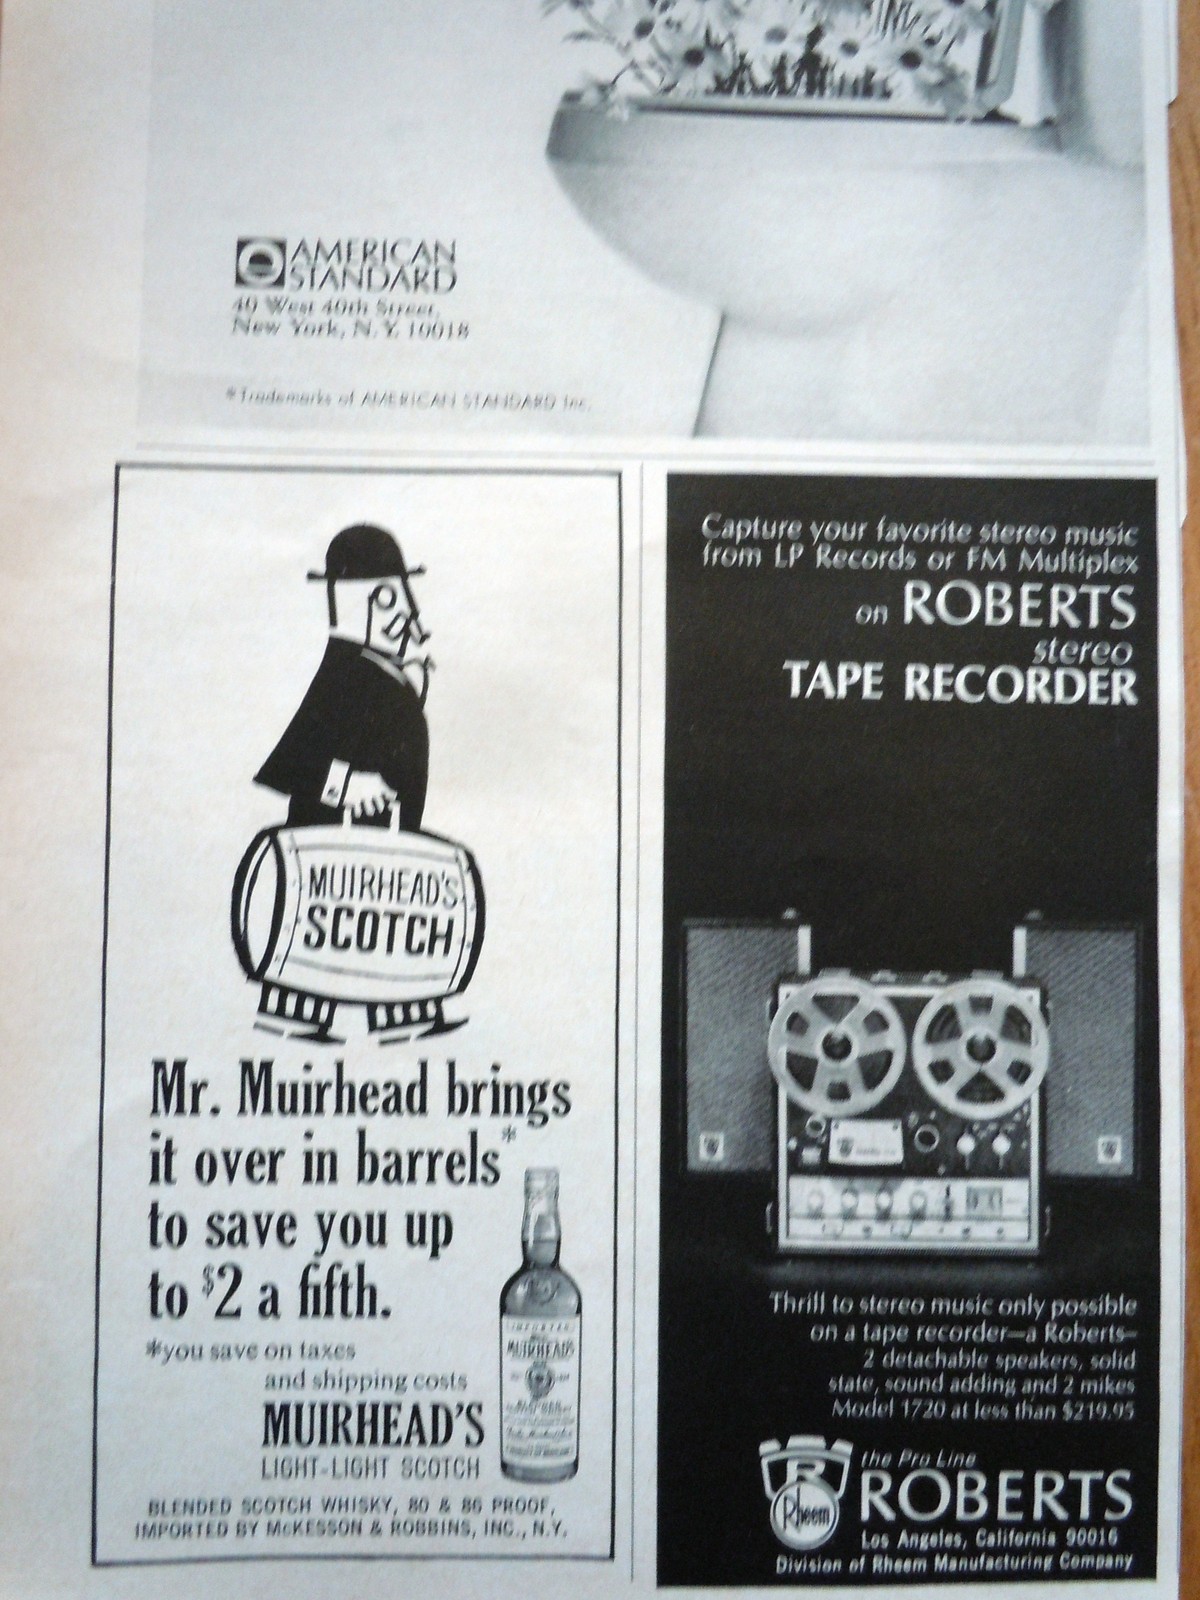 AMERICAN
STANDARD
40 West 40th Street,
New York, N.Y. 10018
*Trademarks of AMERICAN STANDARD Inc.
MUIRHEAD'S
SCOTCH
Mr. Muirhead brings
it over in barrels*
to save you up
to $2 a fifth.
*you save on taxes
and shipping costs
MUIRHEAD'S
LIGHT-LIGHT SCOTCH
IMPORTED
MUIRHEAD'S
BLENDED SCOTCH WHISKY, 80 & 86 PROOF,
IMPORTED BY McKESSON & ROBBINS, INC., N.Y.
Capture your favorite stereo music
from LP Records or FM Multiplex
on ROBERTS
stereo
TAPE RECORDER
Thrill to stereo music only possible
on a tape recorder—a Roberts—
2 detachable speakers, solid
state, sound adding and 2 mikes
Model 1720 at less than $219.95
R
Rheem
the Pro Line
ROBERTS
Los Angeles, California 90016
Division of Rheem Manufacturing Company